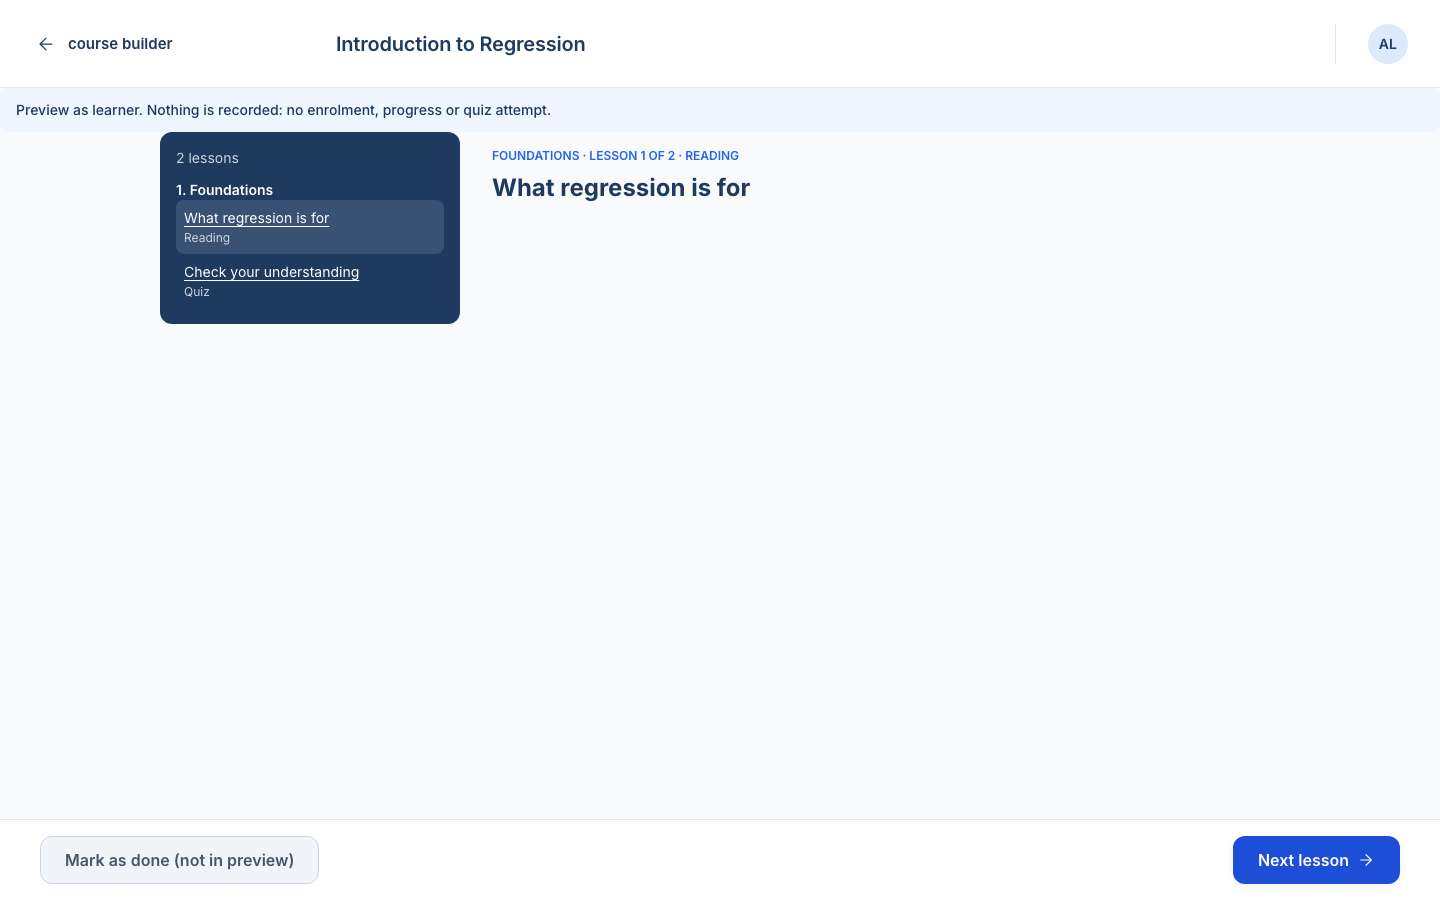 course builder
Introduction to Regression
AL
Preview as learner. Nothing is recorded: no enrolment, progress or quiz attempt.
2 lessons
1. Foundations
What regression is for
Reading
Check your understanding
Quiz
FOUNDATIONS · LESSON 1 OF 2 · READING
What regression is for
Mark as done (not in preview)
Next lesson